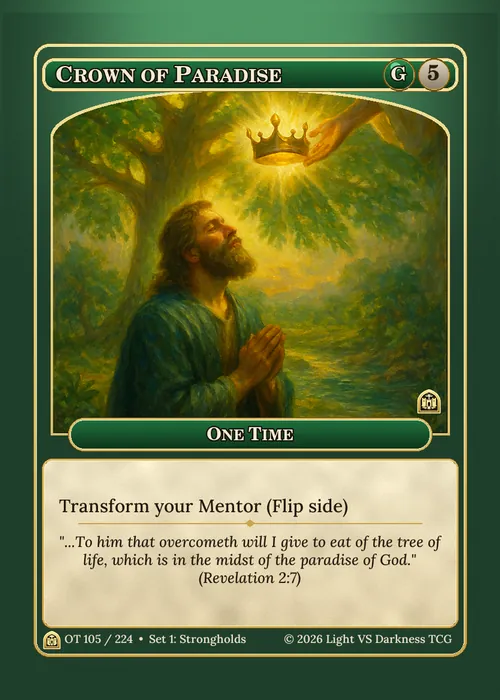 Crown of Paradise G 5
One Time
Transform your Mentor (Flip side)
"...To him that overcometh will I give to eat of the tree of
life, which is in the midst of the paradise of God."
(Revelation 2:7)
OT 105 / 224 • Set 1: Strongholds © 2026 Light VS Darkness TCG